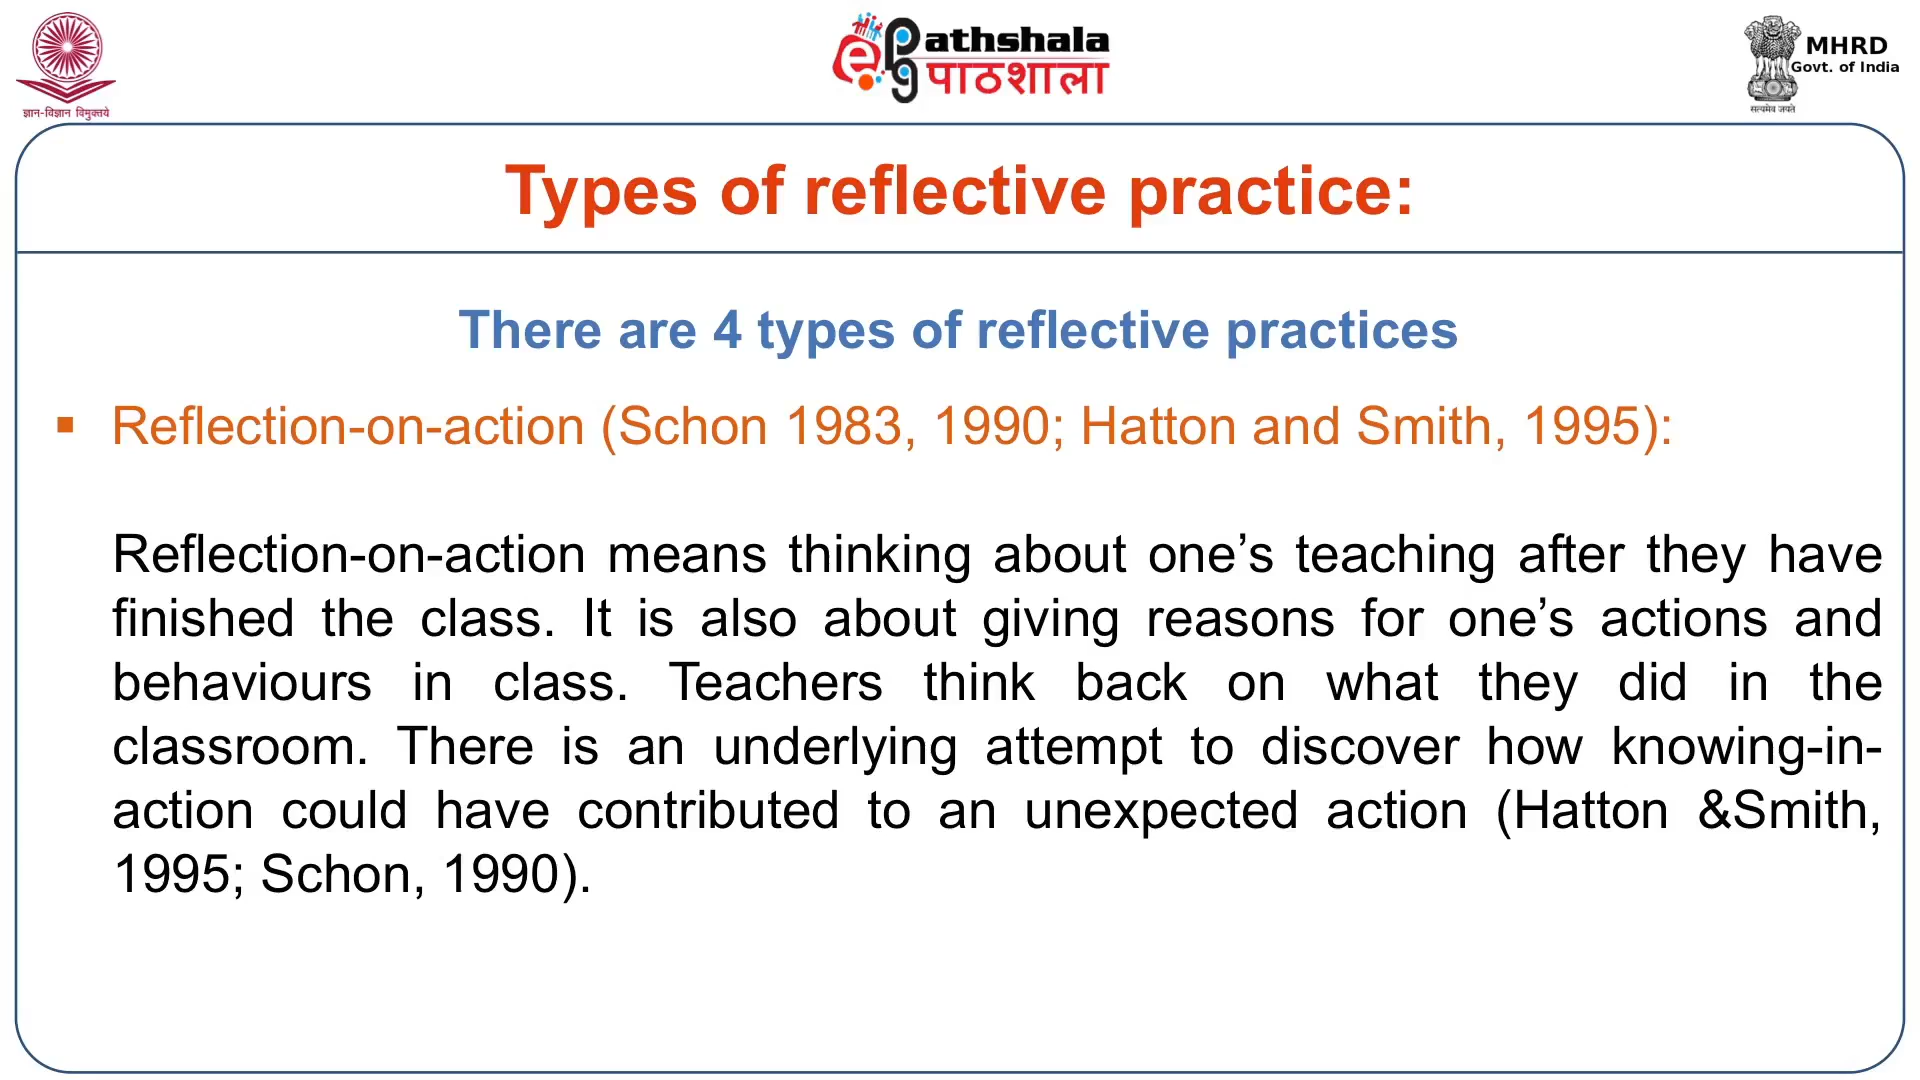 ज्ञान-विज्ञान विमुक्तये
e
pg
athshala
पाठशाला
MHRD
Govt. of India
सत्यमेव जयते
Types of reflective practice:
There are 4 types of reflective practices
▪ Reflection-on-action (Schon 1983, 1990; Hatton and Smith, 1995):
Reflection-on-action means thinking about one’s teaching after they have
finished the class. It is also about giving reasons for one’s actions and
behaviours in class. Teachers think back on what they did in the
classroom. There is an underlying attempt to discover how knowing-in-
action could have contributed to an unexpected action (Hatton &Smith,
1995; Schon, 1990).